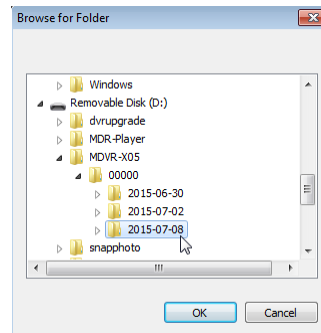 Browse for Folder
Windows
Removable Disk (D:)
dvrupgrade
MDR-Player
MDVR-X05
00000
2015-06-30
2015-07-02
2015-07-08
snapphoto
OK
Cancel